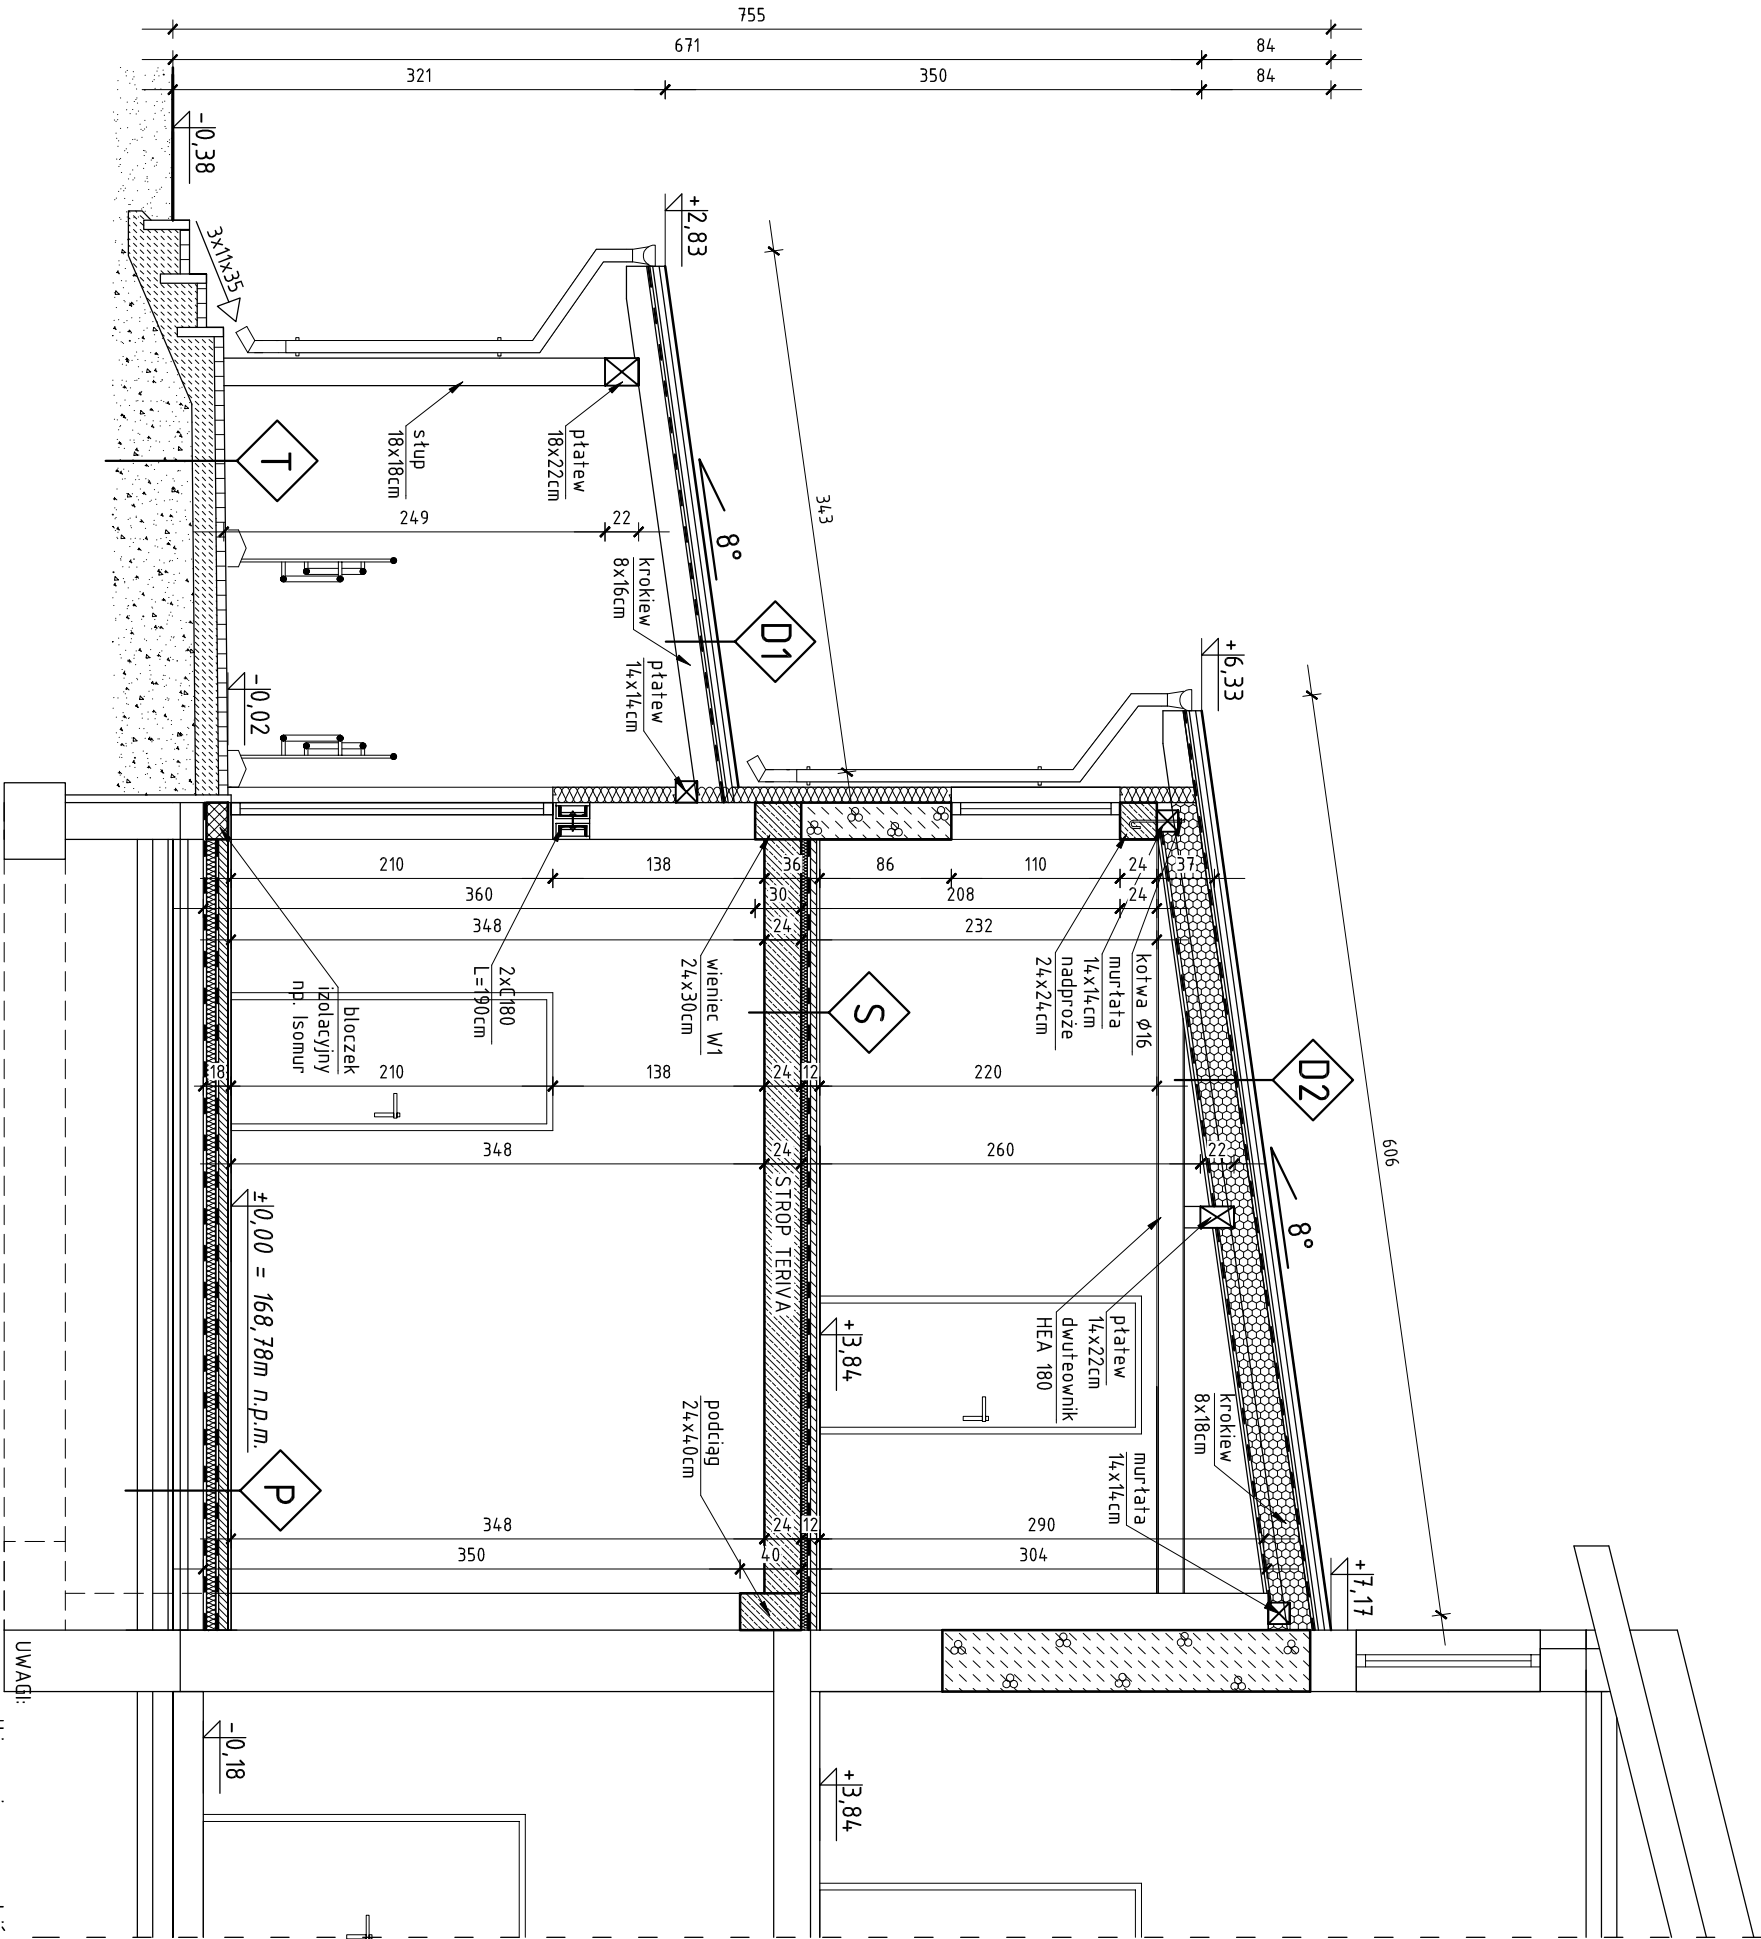 755
671
84
321
350
84
-0,38
3x11x35
+2,83
343
+6,33
606
słup
18x18cm
płatew
18x22cm
T
249
22
8°
krokiew
8x16cm
D1
płatew
14x14cm
-0,02
210
138
36
86
110
24
37
360
30
208
24
348
24
232
bloczek
izolacyjny
np. Isomur
2xC180
L=190cm
wieniec W1
24x30cm
S
nadproże
24x24cm
murłata
14x14cm
kotwa Ø16
D2
18
210
138
24
12
220
348
24
260
22
8°
STROP TERIVA
±0,00 = 168,78m n.p.m.
+3,84
dwuteownik
HEA 180
płatew
14x22cm
krokiew
8x18cm
podciąg
24x40cm
murłata
14x14cm
P
348
24
12
290
350
40
304
+7,17
UWAGI:
-0,18
+3,84